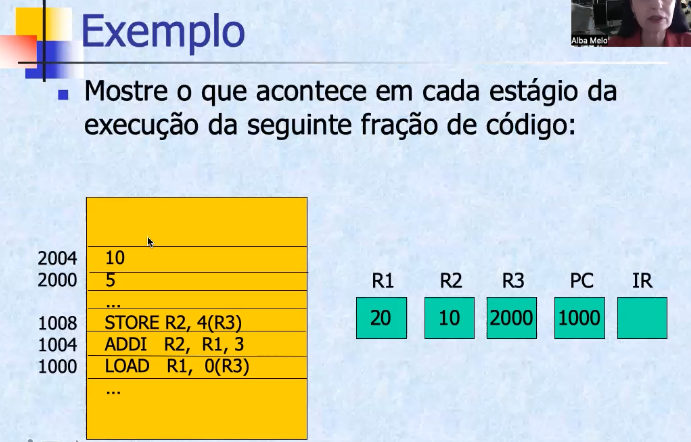 Exemplo
Alba Melo
Mostre o que acontece em cada estágio da
execução da seguinte fração de código:
2004 10
2000 5
...
1008 STORE R2, 4(R3)
1004 ADDI R2, R1, 3
1000 LOAD R1, 0(R3)
...
R1 R2 R3 PC IR
20 10 2000 1000